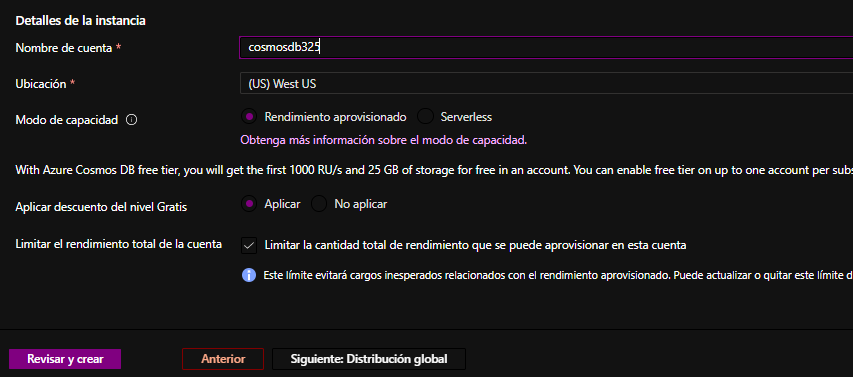 Detalles de la instancia
Nombre de cuenta * cosmosdb325
Ubicación * (US) West US
Modo de capacidad Rendimiento aprovisionado Serverless
Obtenga más información sobre el modo de capacidad.
With Azure Cosmos DB free tier, you will get the first 1000 RU/s and 25 GB of storage for free in an account. You can enable free tier on up to one account per subs
Aplicar descuento del nivel Gratis Aplicar No aplicar
Limitar el rendimiento total de la cuenta Limitar la cantidad total de rendimiento que se puede aprovisionar en esta cuenta
Este límite evitará cargos inesperados relacionados con el rendimiento aprovisionado. Puede actualizar o quitar este límite d
Revisar y crear Anterior Siguiente: Distribución global